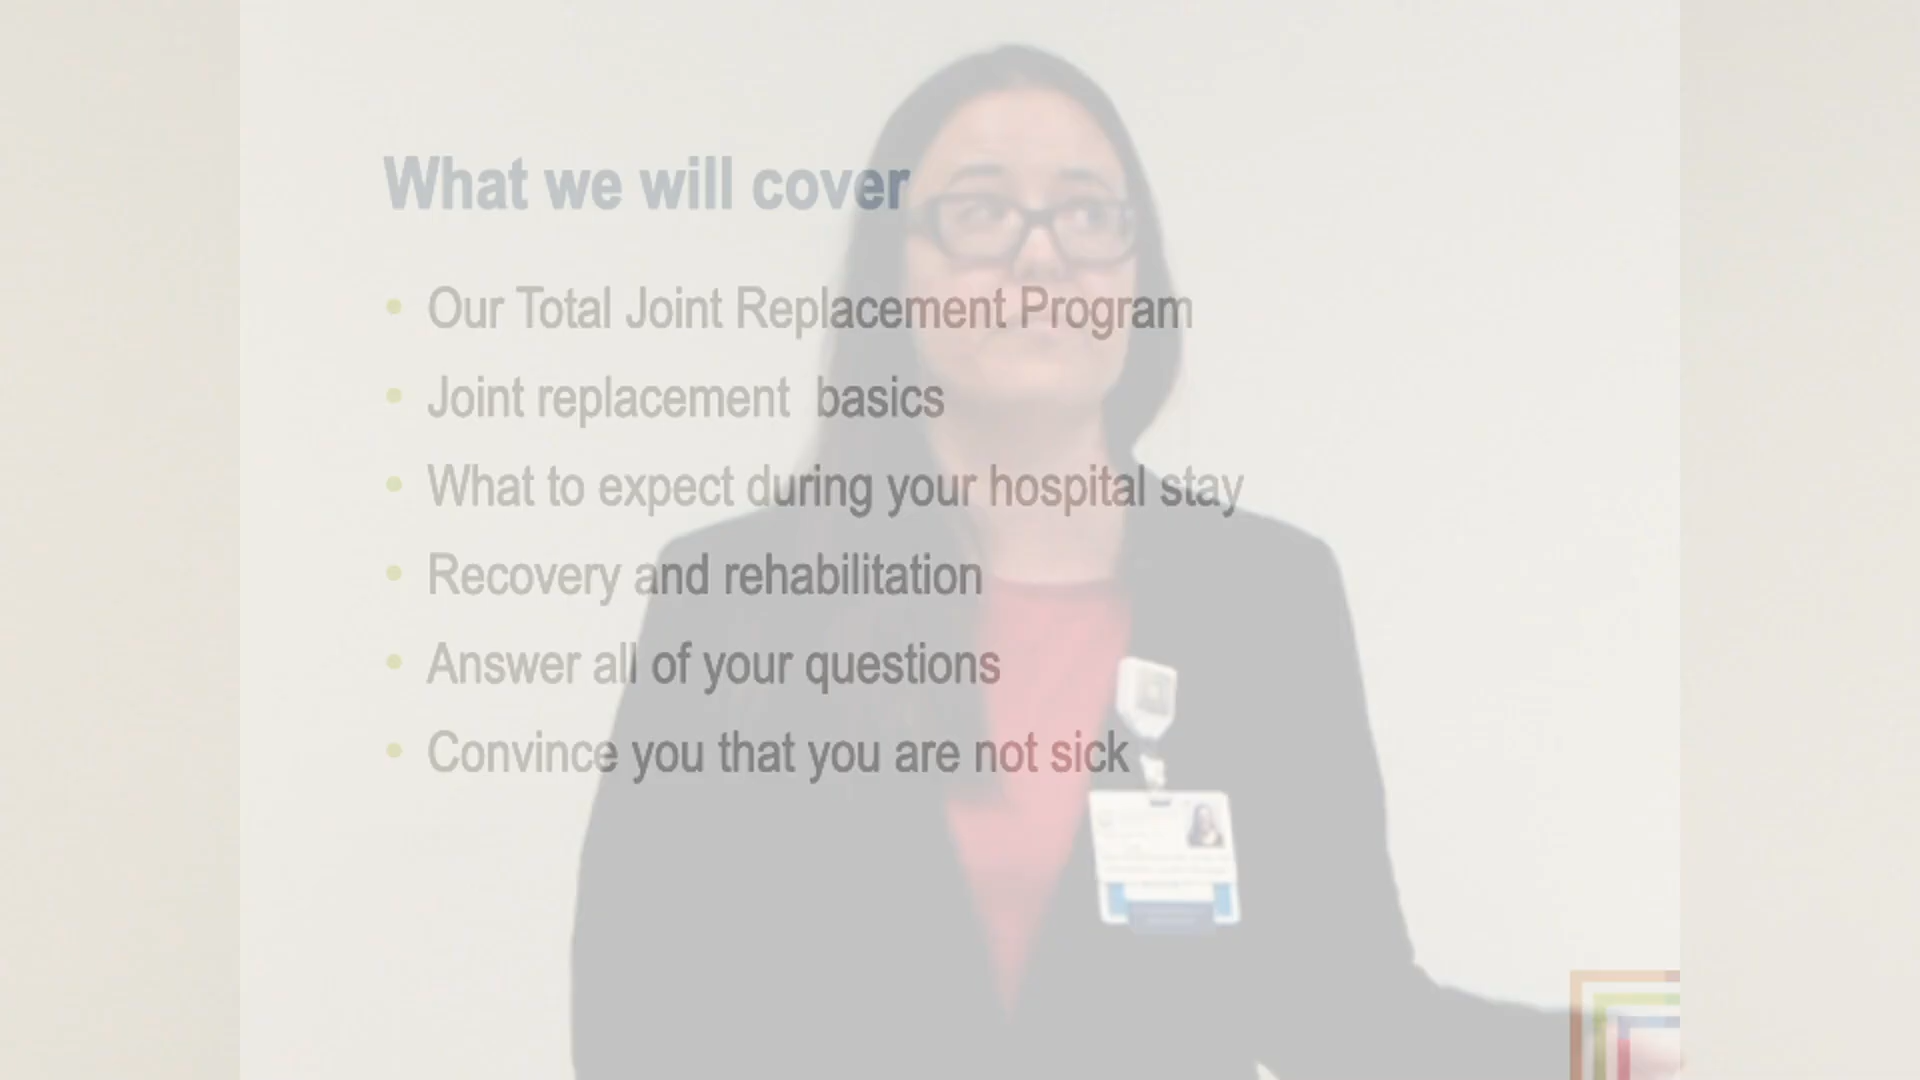 What we will cover
• Our Total Joint Replacement Program
• Joint replacement basics
• What to expect during your hospital stay
• Recovery and rehabilitation
• Answer all of your questions
• Convince you that you are not sick